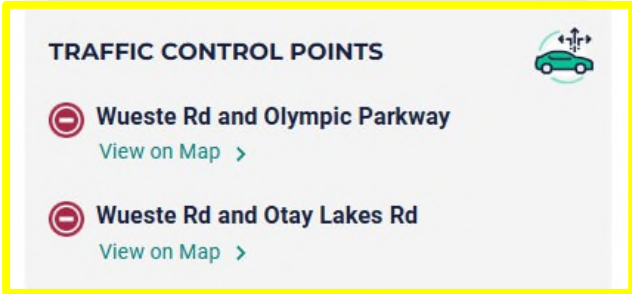 TRAFFIC CONTROL POINTS
Wueste Rd and Olympic Parkway
View on Map
Wueste Rd and Otay Lakes Rd
View on Map